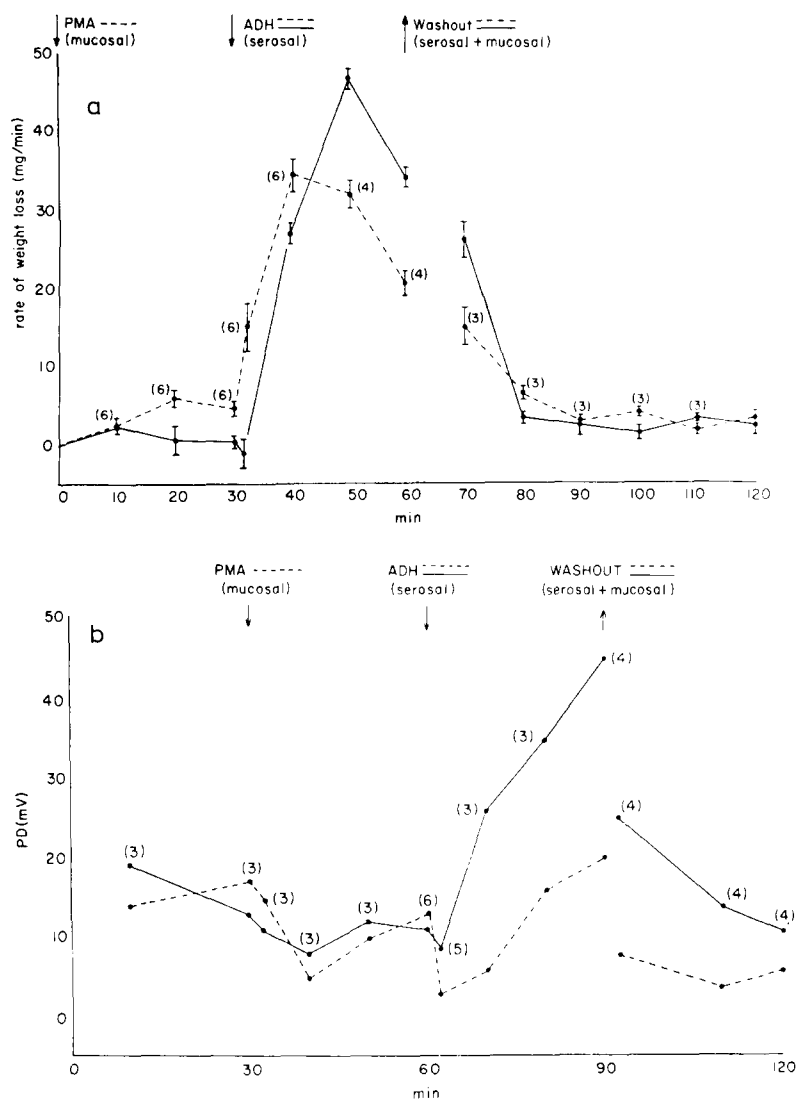 PMA ---- ADH ==== Washout ====
(mucosal) (serosal) (serosal + mucosal)
50
a
40
(6) (4)
30
(4)
20
(6) (3)
10
(6) (6) (6) (3) (3) (3) (3)
0
rate of weight loss (mg/min)
0 10 20 30 40 50 60 70 80 90 100 110 120
min
PMA ------ ADH ==== WASHOUT ====
(mucosal) (serosal) (serosal + mucosal)
50
b
(4)
40
(3)
30
(3) (4)
20
(3) (3) (3) (3) (6) (4) (4)
10
(3) (5)
0
PD(mV)
0 30 60 90 120
min